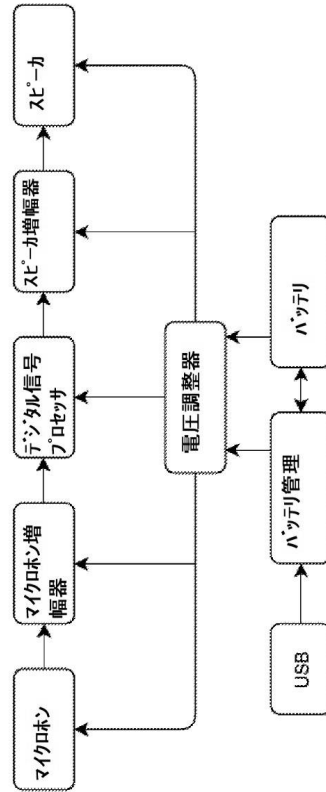 マイクロホン
マイクロホン増
幅器
デジタル信号
プロセッサ
スピーカ増幅器
スピーカ
電圧調整器
USB
バッテリ管理
バッテリ